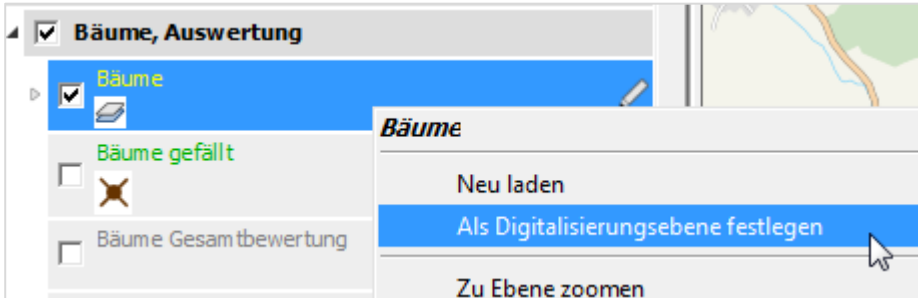 Bäume, Auswertung
Bäume
Bäume
Bäume gefällt
Neu laden
Als Digitalisierungsebene festlegen
Bäume Gesamtbewertung
Zu Ebene zoomen